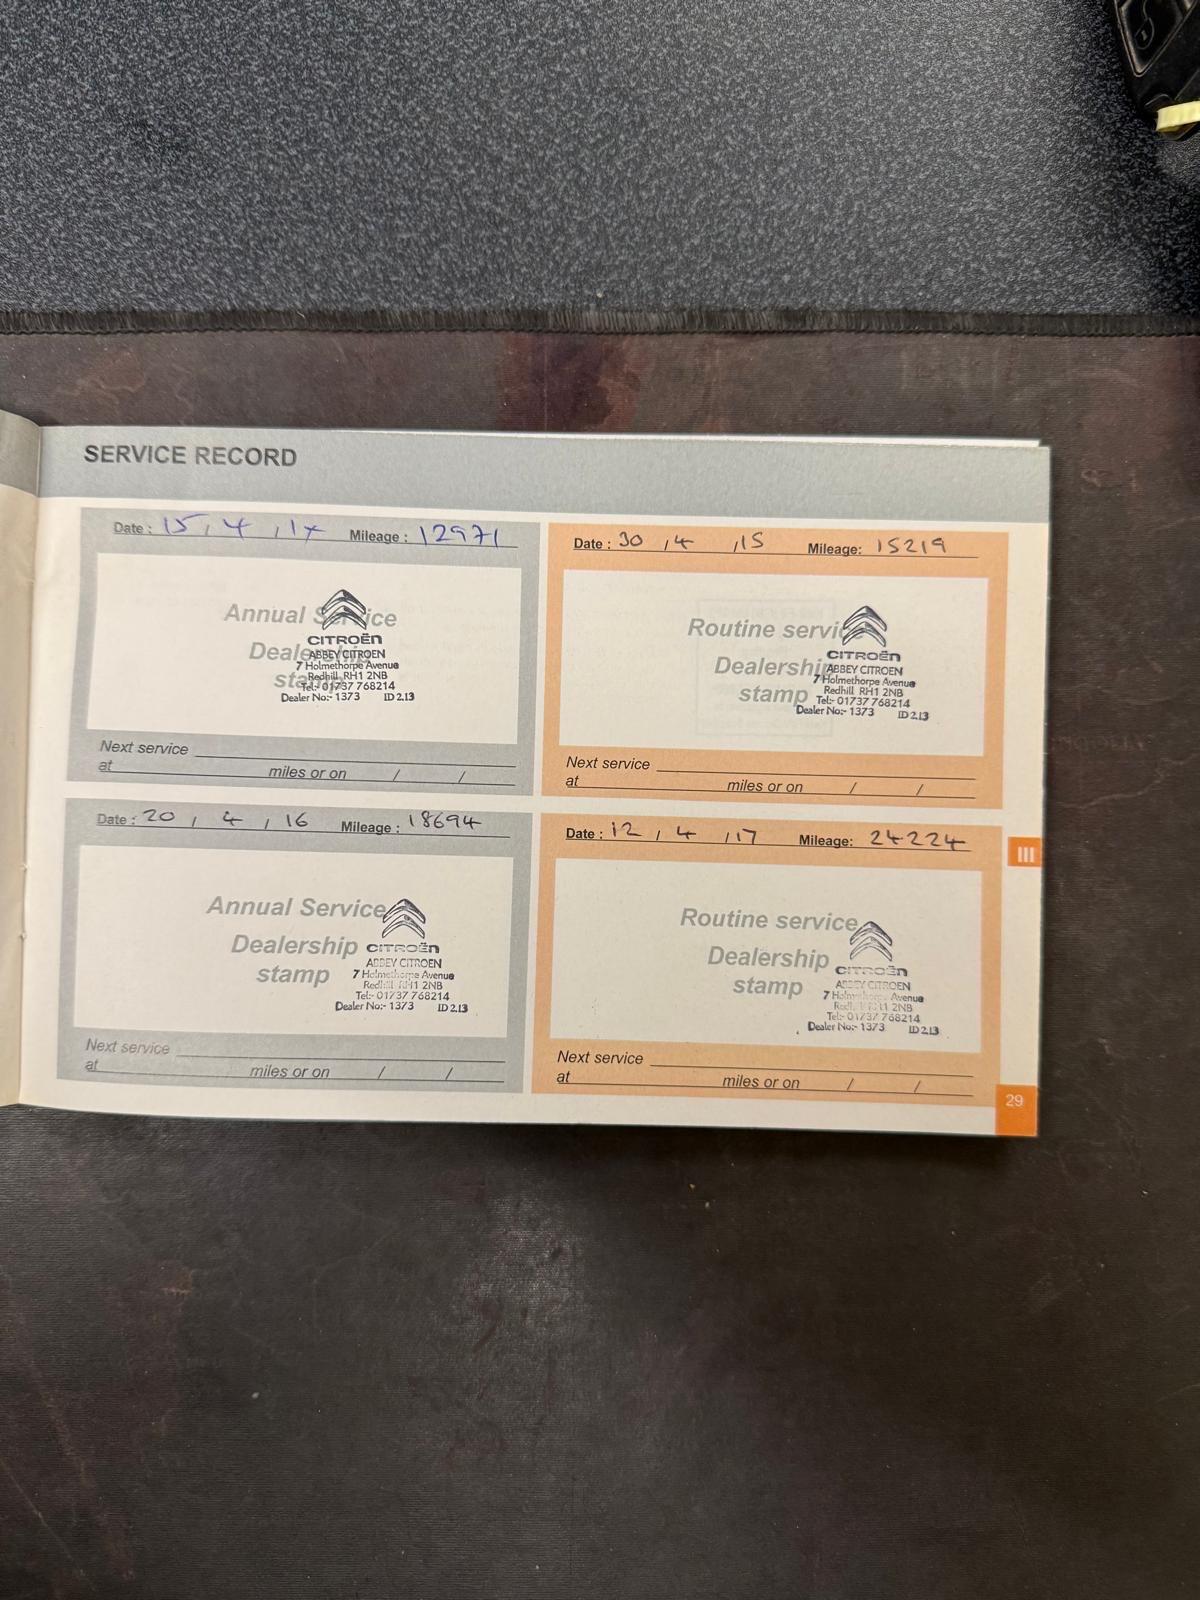 SERVICE RECORD
Date : 15 , 4 , 14 Mileage : 12971
Annual Service
Dealership
stamp
CITROËN
ABBEY CITROEN
7 Holmethorpe Avenue
Redhill RH1 2NB
Tel:- 01737 768214
Dealer No:- 1373 ID 2.13
Next service
at miles or on / /
Date : 30 , 4 , 15 Mileage: 15219
Routine service
Dealership
stamp
CITROËN
ABBEY CITROEN
7 Holmethorpe Avenue
Redhill RH1 2NB
Tel:- 01737 768214
Dealer No:- 1373 ID 2.13
Next service
at miles or on / /
Date : 20 , 4 , 16 Mileage : 18694
Annual Service
Dealership
stamp
CITROËN
ABBEY CITROEN
7 Holmethorpe Avenue
Redhill RH1 2NB
Tel:- 01737 768214
Dealer No:- 1373 ID 2.13
Next service
at miles or on / /
Date : 12 , 4 , 17 Mileage: 24224
Routine service
Dealership
stamp
CITROËN
ABBEY CITROEN
7 Holmethorpe Avenue
Redhill RH1 2NB
Tel:- 01737 768214
Dealer No:- 1373 ID 2.13
Next service
at miles or on / /
III
29